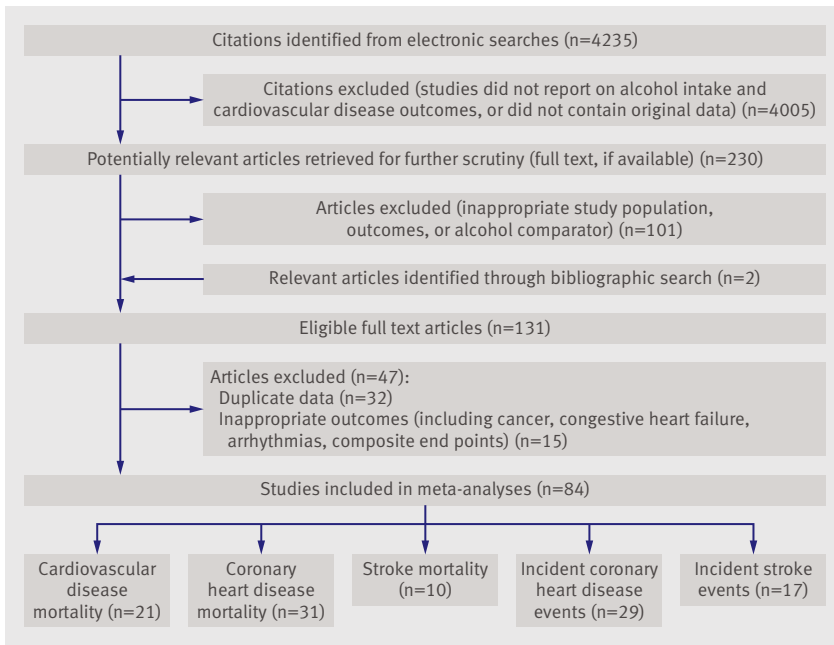 Citations identified from electronic searches (n=4235)
Citations excluded (studies did not report on alcohol intake and
cardiovascular disease outcomes, or did not contain original data) (n=4005)
Potentially relevant articles retrieved for further scrutiny (full text, if available) (n=230)
Articles excluded (inappropriate study population,
outcomes, or alcohol comparator) (n=101)
Relevant articles identified through bibliographic search (n=2)
Eligible full text articles (n=131)
Articles excluded (n=47):
Duplicate data (n=32)
Inappropriate outcomes (including cancer, congestive heart failure,
arrhythmias, composite end points) (n=15)
Studies included in meta-analyses (n=84)
Cardiovascular
disease
mortality (n=21)
Coronary
heart disease
mortality (n=31)
Stroke mortality
(n=10)
Incident coronary
heart disease
events (n=29)
Incident stroke
events (n=17)